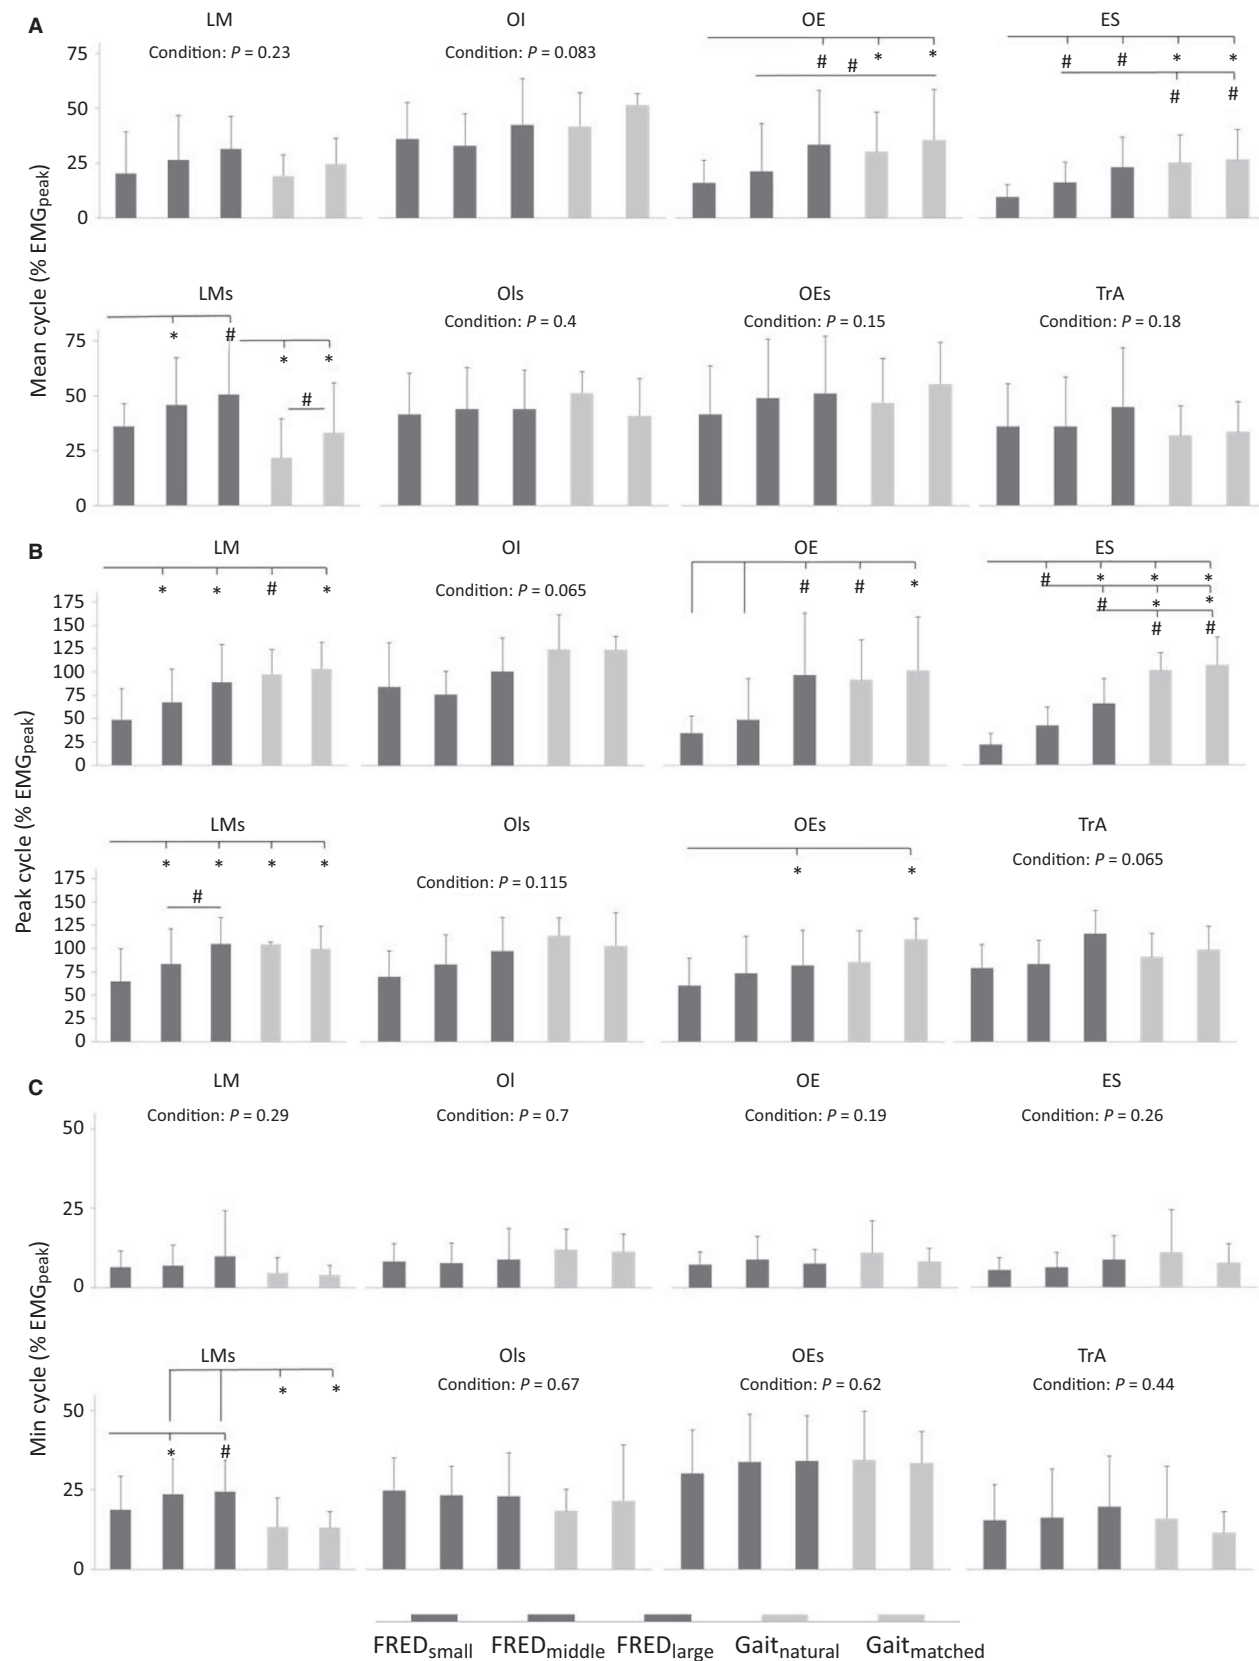 A
LM
OI
OE
ES
Condition: P = 0.23
Condition: P = 0.083
# # * *
# # * *
# #
75
50
25
0
Mean cycle (% EMGpeak)
LMs
OIs
OEs
TrA
Condition: P = 0.4
Condition: P = 0.15
Condition: P = 0.18
* # * *
#
75
50
25
0
B
LM
OI
OE
ES
* * # *
Condition: P = 0.065
# # *
# * * *
# * *
# #
175
150
125
100
75
50
25
0
Peak cycle (% EMGpeak)
LMs
OIs
OEs
TrA
* * * *
#
Condition: P = 0.115
* *
Condition: P = 0.065
175
150
125
100
75
50
25
0
C
LM
OI
OE
ES
Condition: P = 0.29
Condition: P = 0.7
Condition: P = 0.19
Condition: P = 0.26
50
25
0
Min cycle (% EMGpeak)
LMs
OIs
OEs
TrA
Condition: P = 0.67
Condition: P = 0.62
Condition: P = 0.44
* *
* #
50
25
0
FREDsmall FREDmiddle FREDlarge Gaitnatural Gaitmatched